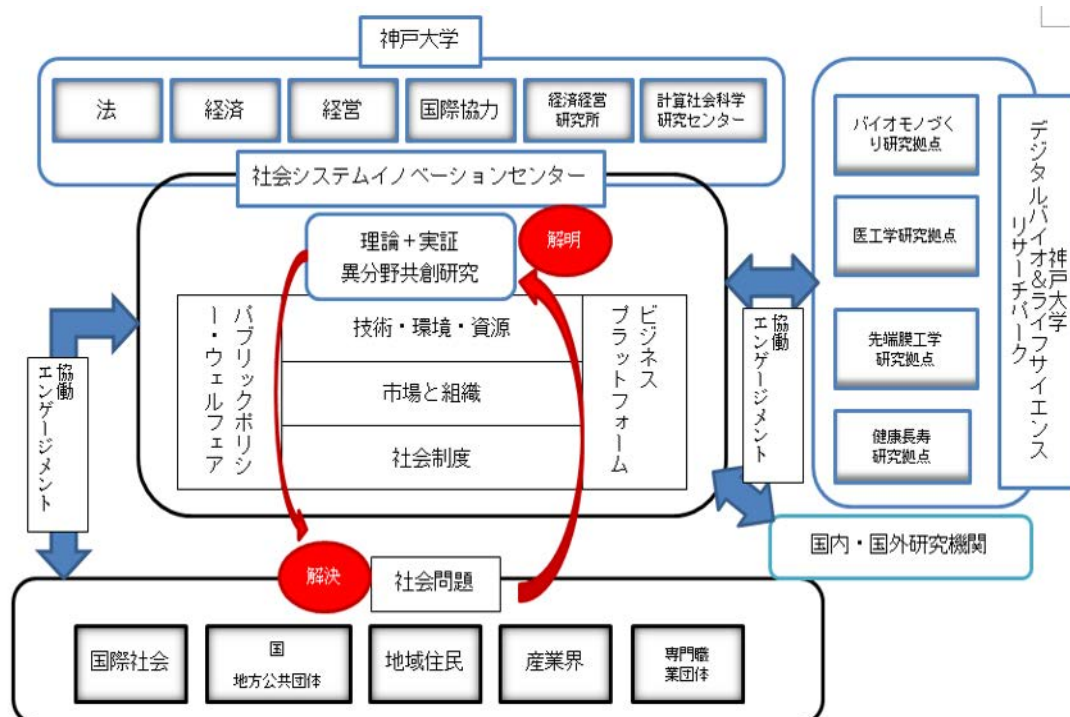 神戸大学
法
経済
経営
国際協力
経済経営
研究所
計算社会科学
研究センター
社会システムイノベーションセンター
理論＋実証
異分野共創研究
解明
パブリックポリシ
ー・ウェルフェア
技術・環境・資源
市場と組織
社会制度
ビジネス
プラットフォーム
協働
エンゲージメント
協働
エンゲージメント
バイオモノづく
り研究拠点
医工学研究拠点
先端膜工学
研究拠点
健康長寿
研究拠点
神戸大学
デジタルバイオ&ライフサイエンス
リサーチパーク
国内・国外研究機関
解決
社会問題
国際社会
国
地方公共団体
地域住民
産業界
専門職
業団体